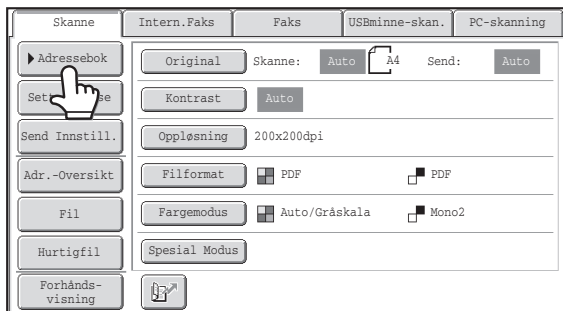 Skanne
Intern.Faks
Faks
USBminne-skan.
PC-skanning
Adressebok
Original
Skanne:
Auto
A4
Send:
Auto
Kontrast
Auto
Send Innstill.
Oppløsning
200x200dpi
Adr.-Oversikt
Filformat
PDF
PDF
Fil
Fargemodus
Auto/Gråskala
Mono2
Hurtigfil
Spesial Modus
Forhånds-
visning